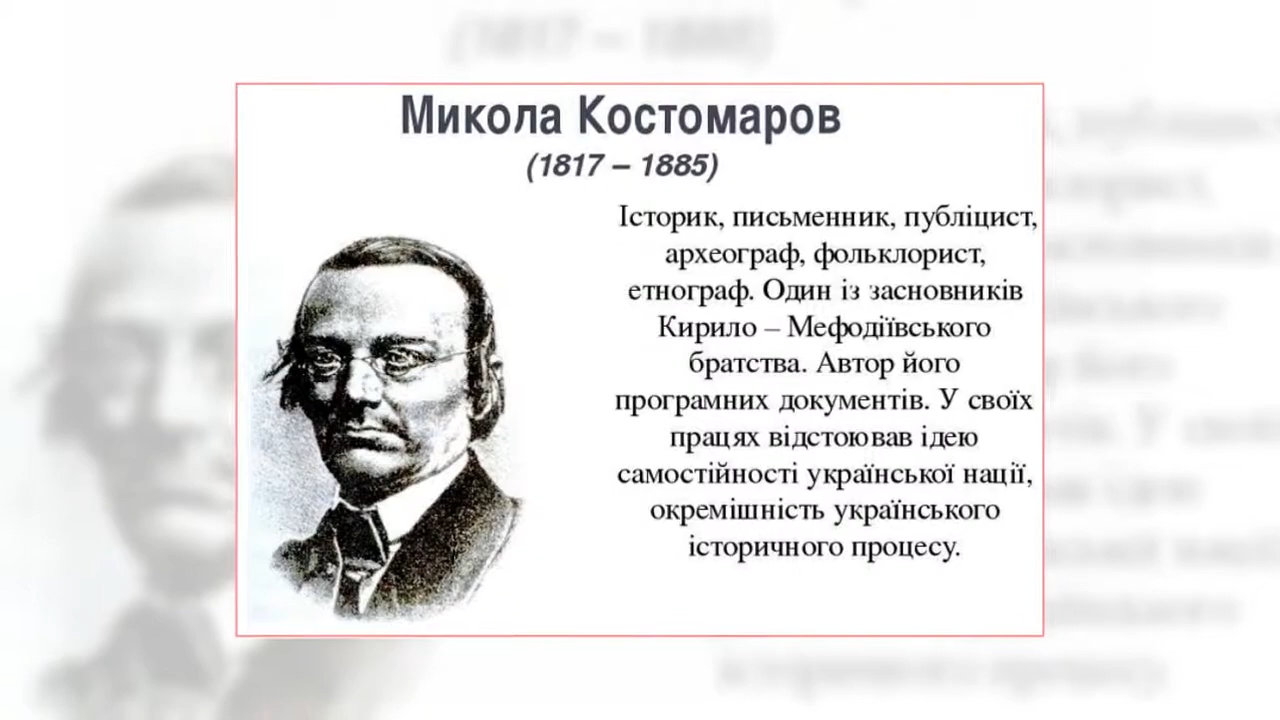 Микола Костомаров
(1817 – 1885)
Історик, письменник, публіцист,
археограф, фольклорист,
етнограф. Один із засновників
Кирило – Мефодіївського
братства. Автор його
програмних документів. У своїх
працях відстоював ідею
самостійності української нації,
окремішність українського
історичного процесу.